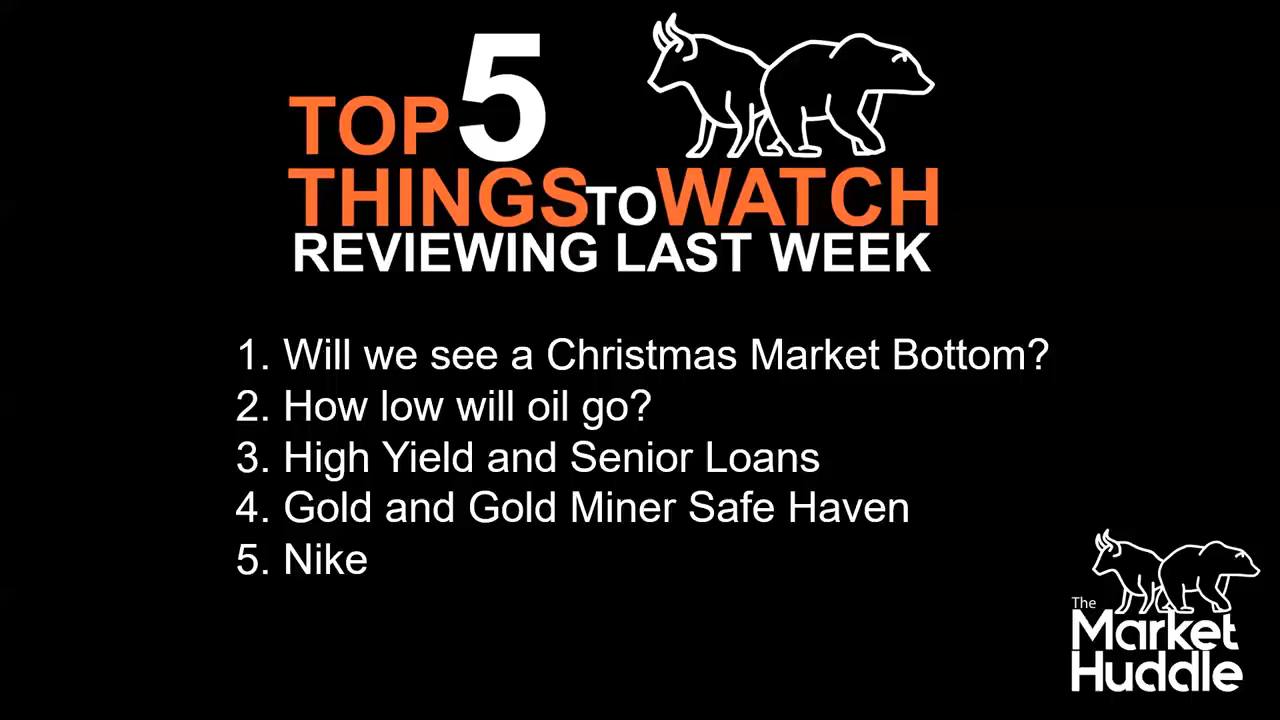 TOP 5
THINGS TO WATCH
REVIEWING LAST WEEK
1. Will we see a Christmas Market Bottom?
2. How low will oil go?
3. High Yield and Senior Loans
4. Gold and Gold Miner Safe Haven
5. Nike
The
Market
Huddle